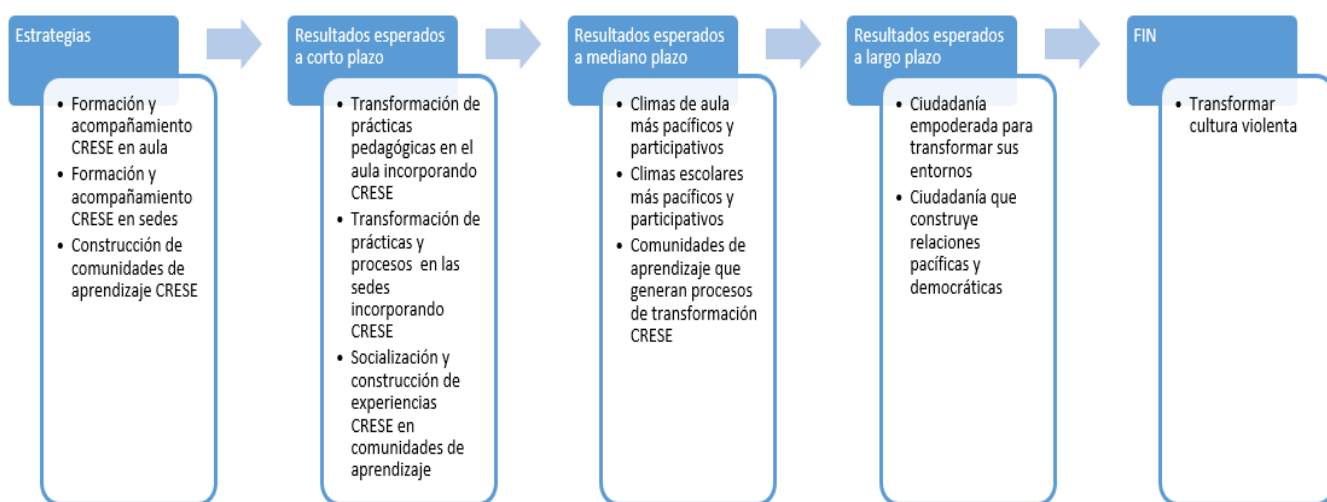 Estrategias
• Formación y
acompañamiento
CRESE en aula
• Formación y
acompañamiento
CRESE en sedes
• Construcción de
comunidades de
aprendizaje CRESE
Resultados esperados
a corto plazo
• Transformación de
prácticas
pedagógicas en el
aula incorporando
CRESE
• Transformación de
prácticas y
procesos en las
sedes
incorporando
CRESE
• Socialización y
construcción de
experiencias
CRESE en
comunidades de
aprendizaje
Resultados esperados
a mediano plazo
• Climas de aula
más pacíficos y
participativos
• Climas escolares
más pacíficos y
participativos
• Comunidades de
aprendizaje que
generan procesos
de transformación
CRESE
Resultados esperados
a largo plazo
• Ciudadanía
empoderada para
transformar sus
entornos
• Ciudadanía que
construye
relaciones
pacíficas y
democráticas
FIN
• Transformar
cultura violenta